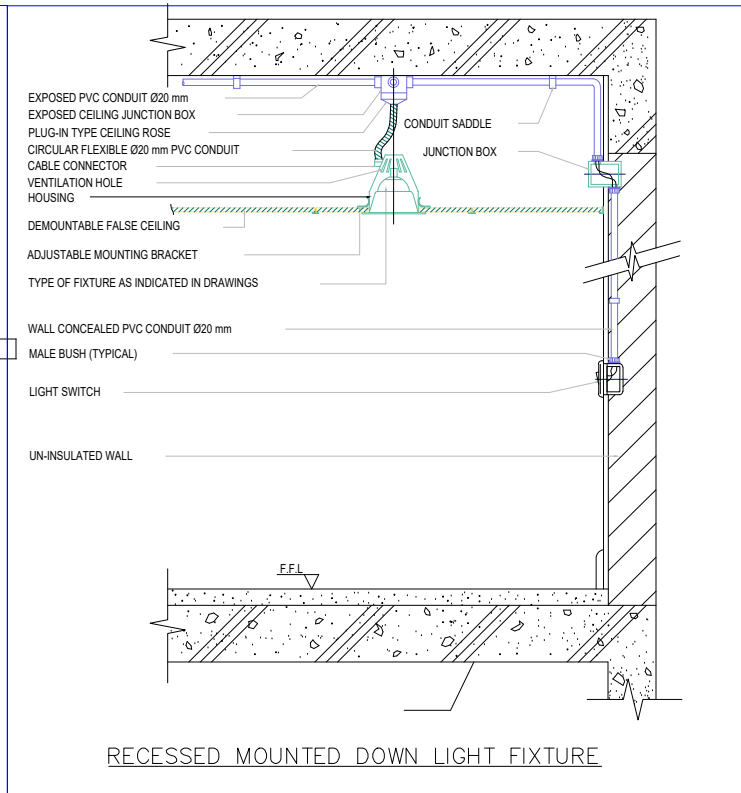 EXPOSED PVC CONDUIT Ø20 mm
EXPOSED CEILING JUNCTION BOX
PLUG-IN TYPE CEILING ROSE
CONDUIT SADDLE
CIRCULAR FLEXIBLE Ø20 mm PVC CONDUIT
JUNCTION BOX
CABLE CONNECTOR
VENTILATION HOLE
HOUSING
DEMOUNTABLE FALSE CEILING
ADJUSTABLE MOUNTING BRACKET
TYPE OF FIXTURE AS INDICATED IN DRAWINGS
WALL CONCEALED PVC CONDUIT Ø20 mm
MALE BUSH (TYPICAL)
LIGHT SWITCH
UN-INSULATED WALL
F.F.L
RECESSED MOUNTED DOWN LIGHT FIXTURE